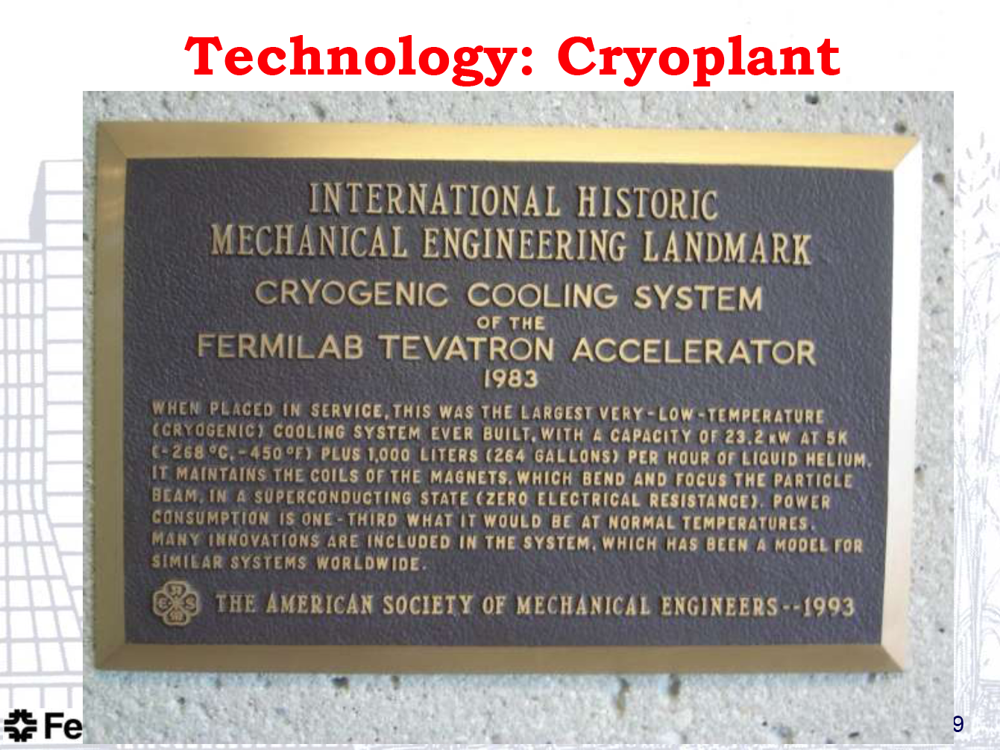 Technology: Cryoplant
INTERNATIONAL HISTORIC
MECHANICAL ENGINEERING LANDMARK
CRYOGENIC COOLING SYSTEM
OF THE
FERMILAB TEVATRON ACCELERATOR
1983
WHEN PLACED IN SERVICE, THIS WAS THE LARGEST VERY-LOW-TEMPERATURE
(CRYOGENIC) COOLING SYSTEM EVER BUILT, WITH A CAPACITY OF 23.2 KW AT 5K
(-268 °C, -450 °F) PLUS 1,000 LITERS (264 GALLONS) PER HOUR OF LIQUID HELIUM.
IT MAINTAINS THE COILS OF THE MAGNETS, WHICH BEND AND FOCUS THE PARTICLE
BEAM, IN A SUPERCONDUCTING STATE (ZERO ELECTRICAL RESISTANCE). POWER
CONSUMPTION IS ONE-THIRD WHAT IT WOULD BE AT NORMAL TEMPERATURES.
MANY INNOVATIONS ARE INCLUDED IN THE SYSTEM, WHICH HAS BEEN A MODEL FOR
SIMILAR SYSTEMS WORLDWIDE.
THE AMERICAN SOCIETY OF MECHANICAL ENGINEERS--1993
Fe
9